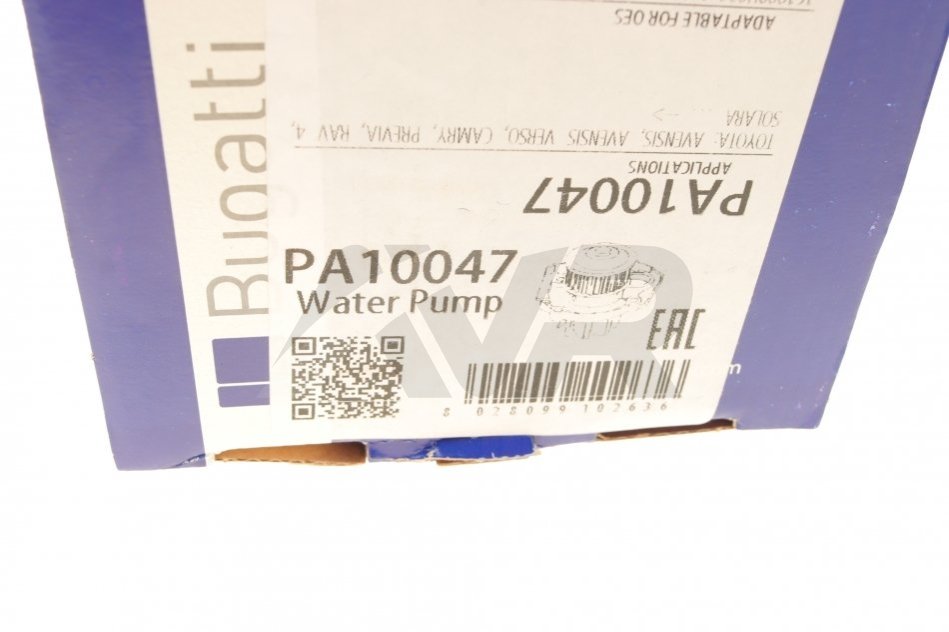 Bugatti
ADAPTABLE FOR OES
TOYOTA: AVENSIS, AVENSIS VERSO, CAMRY, PREVIA, RAV 4,
SOLARA
APPLICATIONS
PA10047
PA10047
Water Pump
EAC
8 028099 102636
AVR